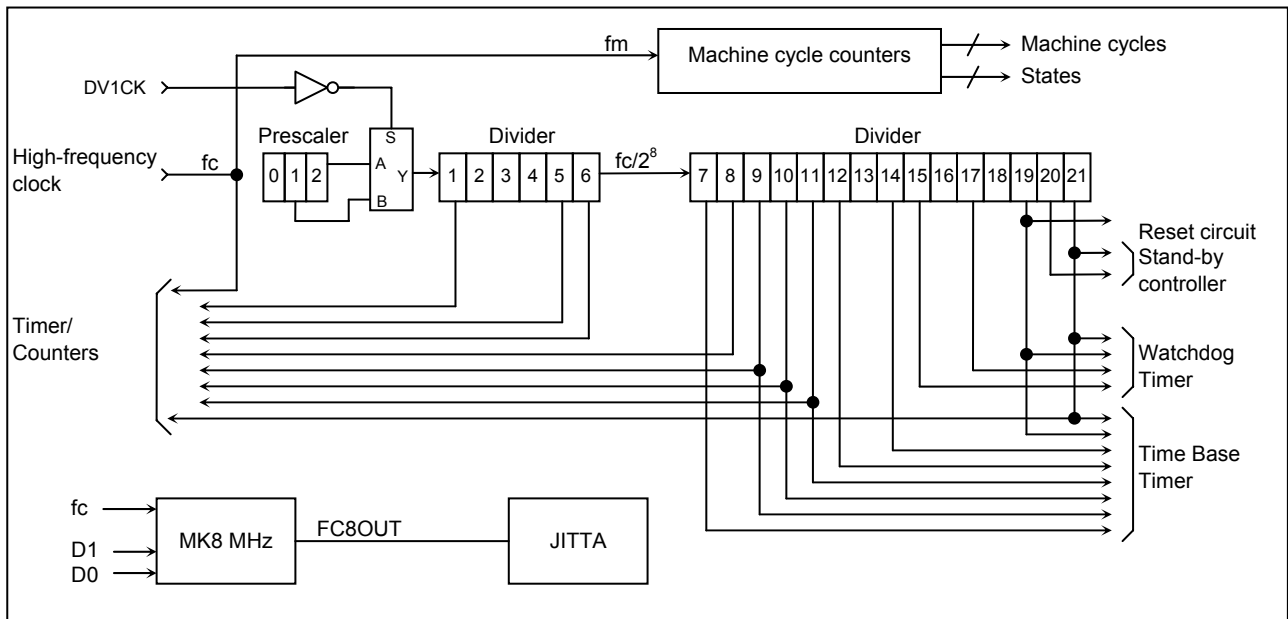 fm
Machine cycle counters
Machine cycles
States
DV1CK
S
Prescaler
Divider
fc/2⁸
Divider
High-frequency
clock
fc
0 1 2
A
B
Y
1 2 3 4 5 6
7 8 9 10 11 12 13 14 15 16 17 18 19 20 21
Reset circuit
Stand-by
controller
Timer/
Counters
Watchdog
Timer
Time Base
Timer
fc
D1
D0
MK8 MHz
FC8OUT
JITTA